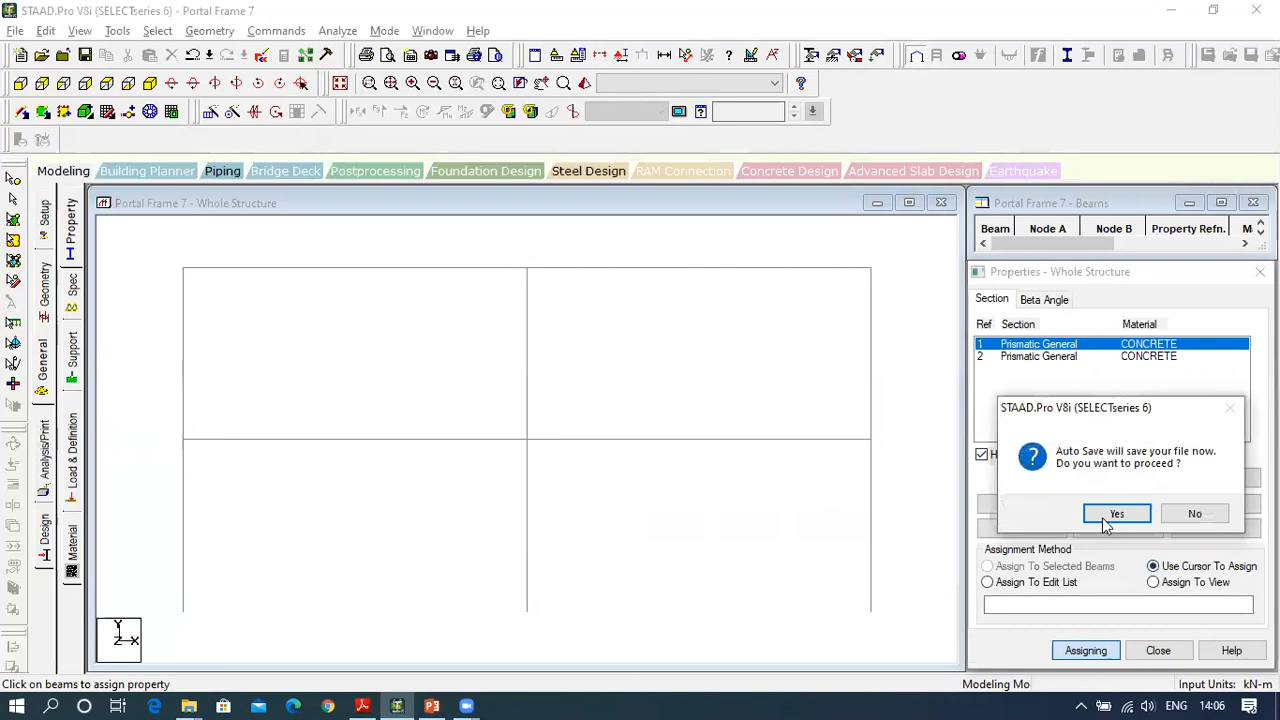 STAAD.Pro V8i (SELECTseries 6) - Portal Frame 7
File Edit View Tools Select Geometry Commands Analyze Mode Window Help
Modeling Building Planner Piping Bridge Deck Postprocessing Foundation Design Steel Design RAM Connection Concrete Design Advanced Slab Design Earthquake
Setup
Geometry
General
Analysis/Print
Design
Property
Spec
Support
Load & Definition
Material
Portal Frame 7 - Whole Structure
Y
Z X
Portal Frame 7 - Beams
Beam Node A Node B Property Refn.
Properties - Whole Structure
Section Beta Angle
Ref Section Material
1 Prismatic General CONCRETE
2 Prismatic General CONCRETE
STAAD.Pro V8i (SELECTseries 6)
Auto Save will save your file now.
Do you want to proceed ?
Yes No
Assignment Method
Assign To Selected Beams Use Cursor To Assign
Assign To Edit List Assign To View
Assigning Close Help
Click on beams to assign property Modeling Mo Input Units: kN-m
ENG 14:06